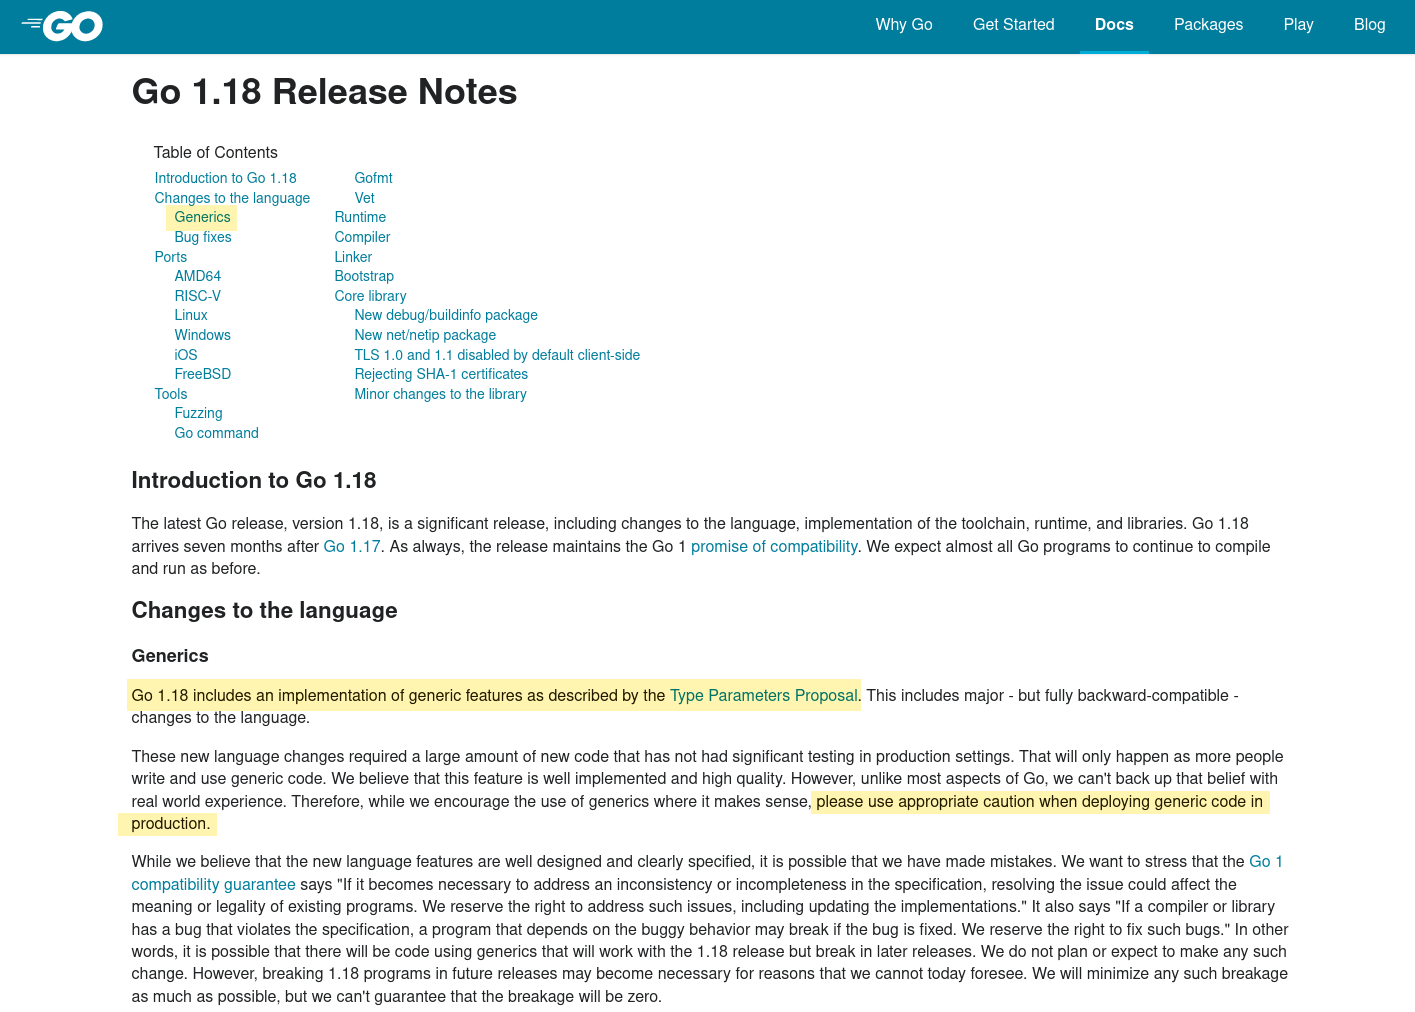 GO
Why Go
Get Started
Docs
Packages
Play
Blog
Go 1.18 Release Notes
Table of Contents
Introduction to Go 1.18
Changes to the language
Generics
Bug fixes
Ports
AMD64
RISC-V
Linux
Windows
iOS
FreeBSD
Tools
Fuzzing
Go command
Gofmt
Vet
Runtime
Compiler
Linker
Bootstrap
Core library
New debug/buildinfo package
New net/netip package
TLS 1.0 and 1.1 disabled by default client-side
Rejecting SHA-1 certificates
Minor changes to the library
Introduction to Go 1.18
The latest Go release, version 1.18, is a significant release, including changes to the language, implementation of the toolchain, runtime, and libraries. Go 1.18
arrives seven months after Go 1.17. As always, the release maintains the Go 1 promise of compatibility. We expect almost all Go programs to continue to compile
and run as before.
Changes to the language
Generics
Go 1.18 includes an implementation of generic features as described by the Type Parameters Proposal. This includes major - but fully backward-compatible -
changes to the language.
These new language changes required a large amount of new code that has not had significant testing in production settings. That will only happen as more people
write and use generic code. We believe that this feature is well implemented and high quality. However, unlike most aspects of Go, we can't back up that belief with
real world experience. Therefore, while we encourage the use of generics where it makes sense, please use appropriate caution when deploying generic code in
production.
While we believe that the new language features are well designed and clearly specified, it is possible that we have made mistakes. We want to stress that the Go 1
compatibility guarantee says "If it becomes necessary to address an inconsistency or incompleteness in the specification, resolving the issue could affect the
meaning or legality of existing programs. We reserve the right to address such issues, including updating the implementations." It also says "If a compiler or library
has a bug that violates the specification, a program that depends on the buggy behavior may break if the bug is fixed. We reserve the right to fix such bugs." In other
words, it is possible that there will be code using generics that will work with the 1.18 release but break in later releases. We do not plan or expect to make any such
change. However, breaking 1.18 programs in future releases may become necessary for reasons that we cannot today foresee. We will minimize any such breakage
as much as possible, but we can't guarantee that the breakage will be zero.